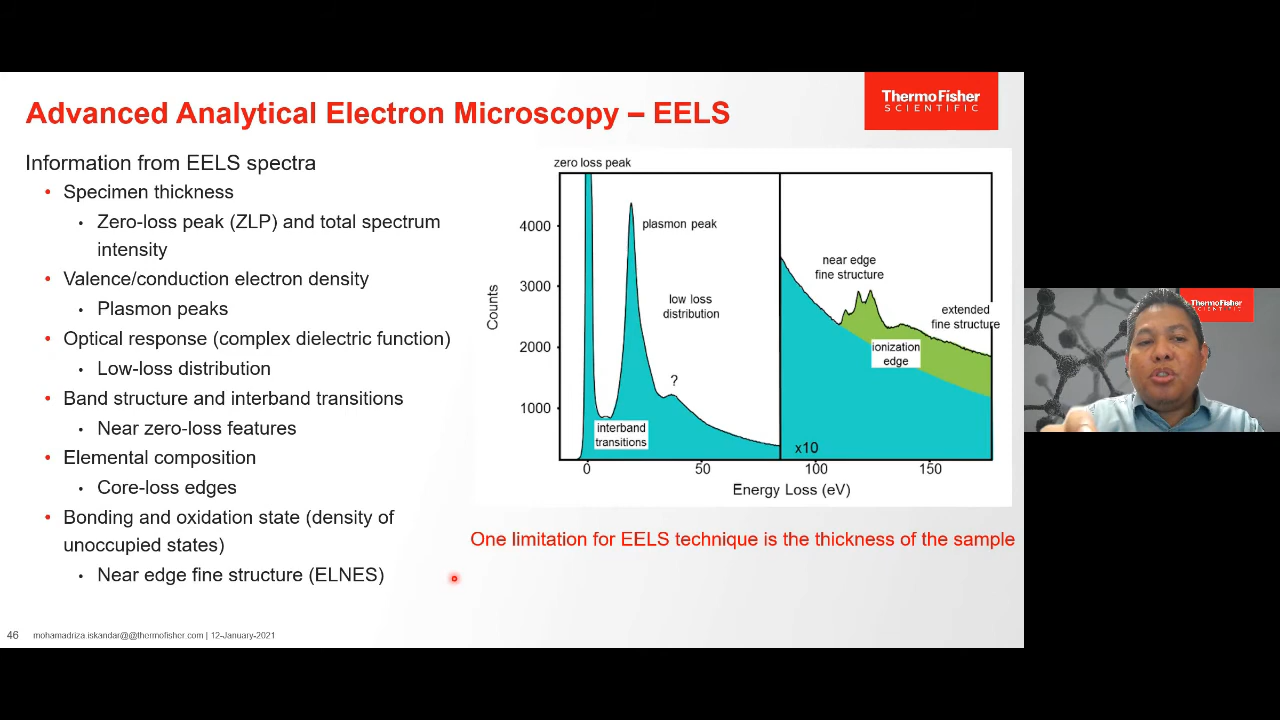 Advanced Analytical Electron Microscopy – EELS
ThermoFisher
SCIENTIFIC
Information from EELS spectra
• Specimen thickness
• Zero-loss peak (ZLP) and total spectrum
intensity
• Valence/conduction electron density
• Plasmon peaks
• Optical response (complex dielectric function)
• Low-loss distribution
• Band structure and interband transitions
• Near zero-loss features
• Elemental composition
• Core-loss edges
• Bonding and oxidation state (density of
unoccupied states)
• Near edge fine structure (ELNES)
zero loss peak
plasmon peak
low loss
distribution
?
interband
transitions
near edge
fine structure
extended
fine structure
ionization
edge
x10
Counts
4000
3000
2000
1000
0
50
100
150
Energy Loss (eV)
One limitation for EELS technique is the thickness of the sample
46
mohamadriza.iskandar@@thermofisher.com | 12-January-2021
ThermoFisher
SCIENTIFIC